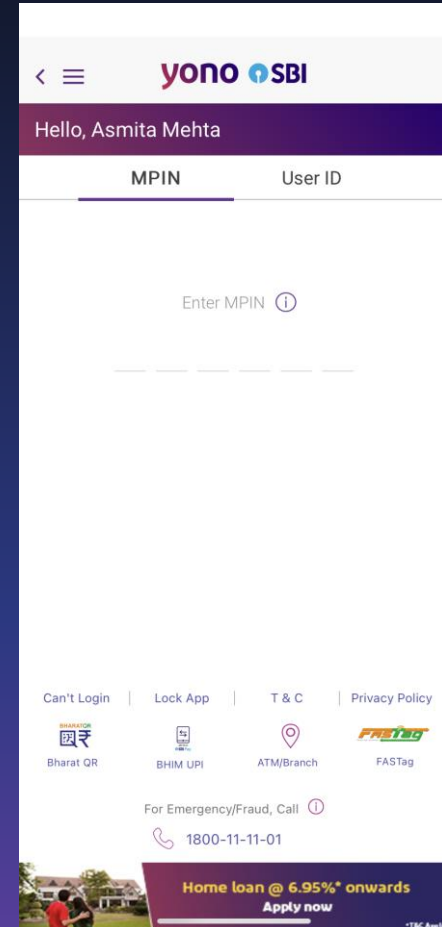 yono SBI
Hello, Asmita Mehta
MPIN User ID
Enter MPIN
Can't Login | Lock App | T & C | Privacy Policy
BHARATQR
FASTag
Bharat QR BHIM UPI ATM/Branch FASTag
For Emergency/Fraud, Call
1800-11-11-01
Home loan @ 6.95%* onwards
Apply now